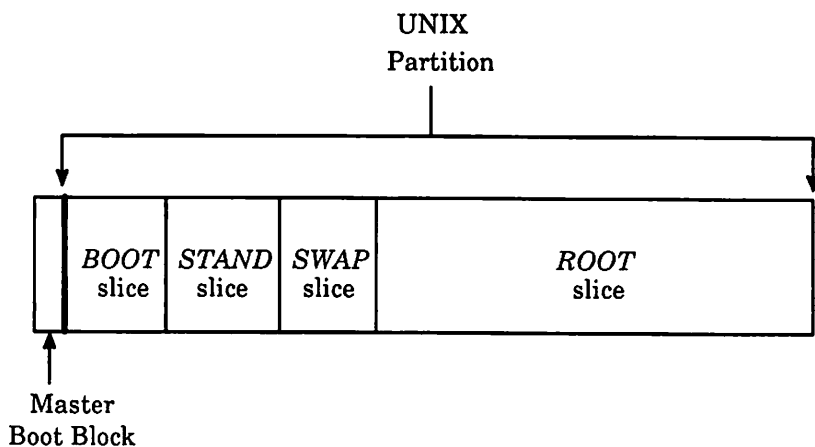 UNIX
Partition
BOOT STAND SWAP ROOT
slice slice slice slice
Master
Boot Block